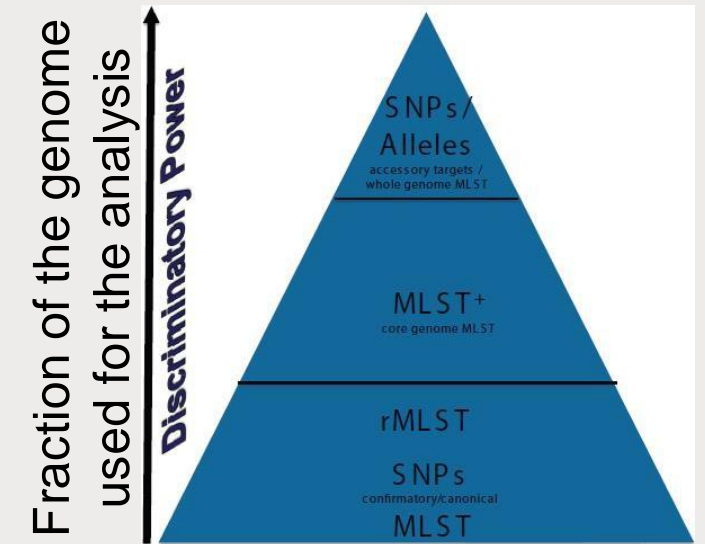 Fraction of the genome
used for the analysis
Discriminatory Power
SNPs/
Alleles
accessory targets /
whole genome MLST
MLST+
core genome MLST
rMLST
SNPs
confirmatory/canonical
MLST